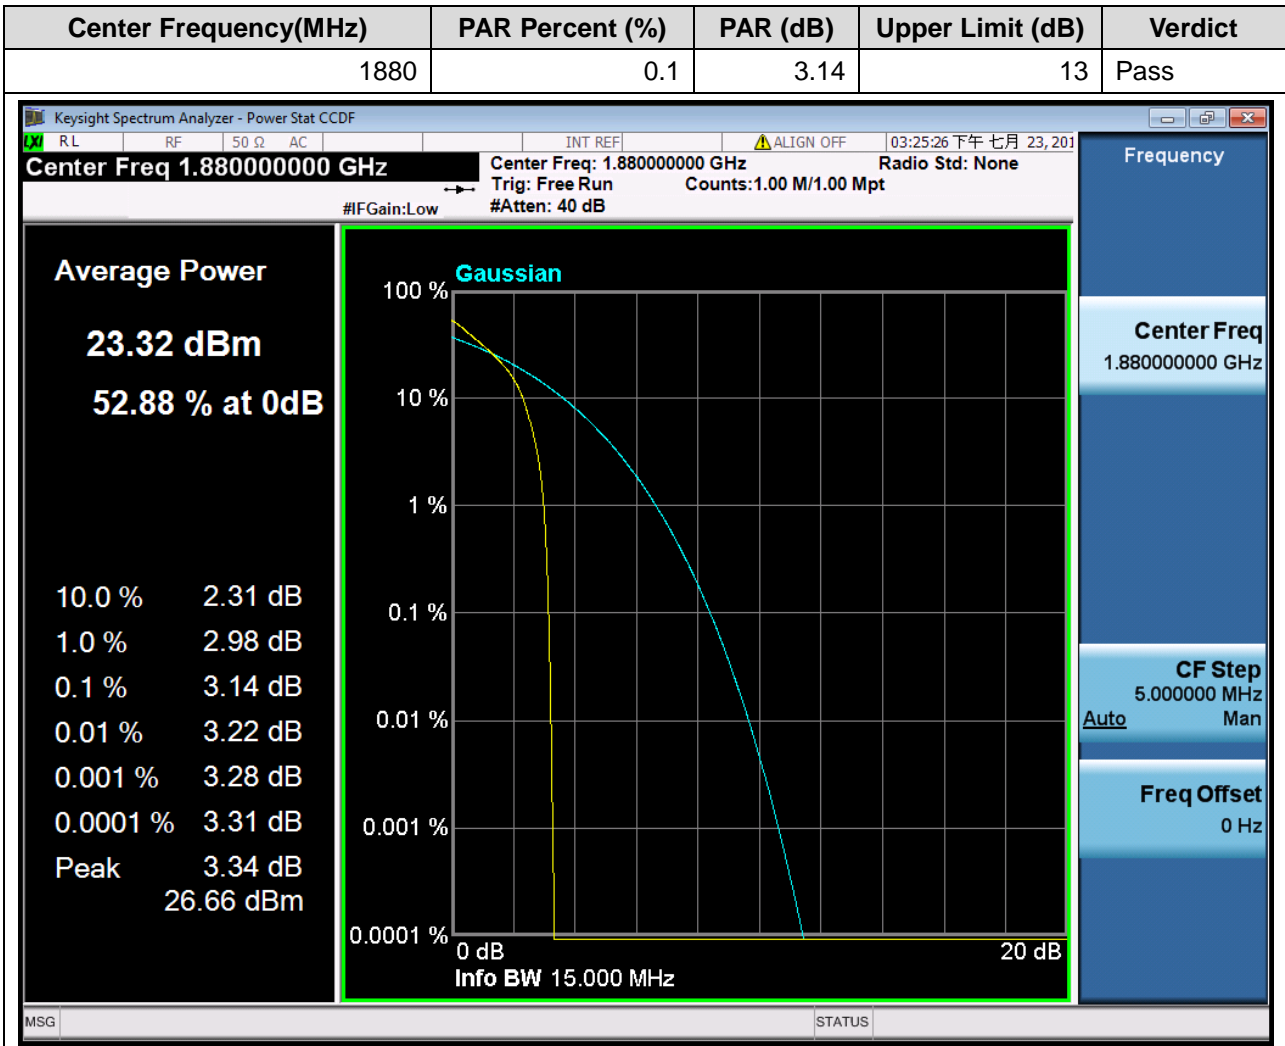 Center Frequency(MHz) PAR Percent (%) PAR (dB) Upper Limit (dB) Verdict
1880 0.1 3.14 13 Pass
Keysight Spectrum Analyzer - Power Stat CCDF
LXI RL RF 50 Ω AC INT REF ALIGN OFF 03:25:26 下午 七月 23, 201
Center Freq 1.880000000 GHz
Center Freq: 1.880000000 GHz Radio Std: None
Trig: Free Run Counts:1.00 M/1.00 Mpt
#IFGain:Low #Atten: 40 dB
Average Power
23.32 dBm
52.88 % at 0dB
10.0 % 2.31 dB
1.0 % 2.98 dB
0.1 % 3.14 dB
0.01 % 3.22 dB
0.001 % 3.28 dB
0.0001 % 3.31 dB
Peak 3.34 dB
26.66 dBm
Gaussian
100 %
10 %
1 %
0.1 %
0.01 %
0.001 %
0.0001 %
0 dB 20 dB
Info BW 15.000 MHz
Frequency
Center Freq
1.880000000 GHz
CF Step
5.000000 MHz
Auto Man
Freq Offset
0 Hz
MSG STATUS